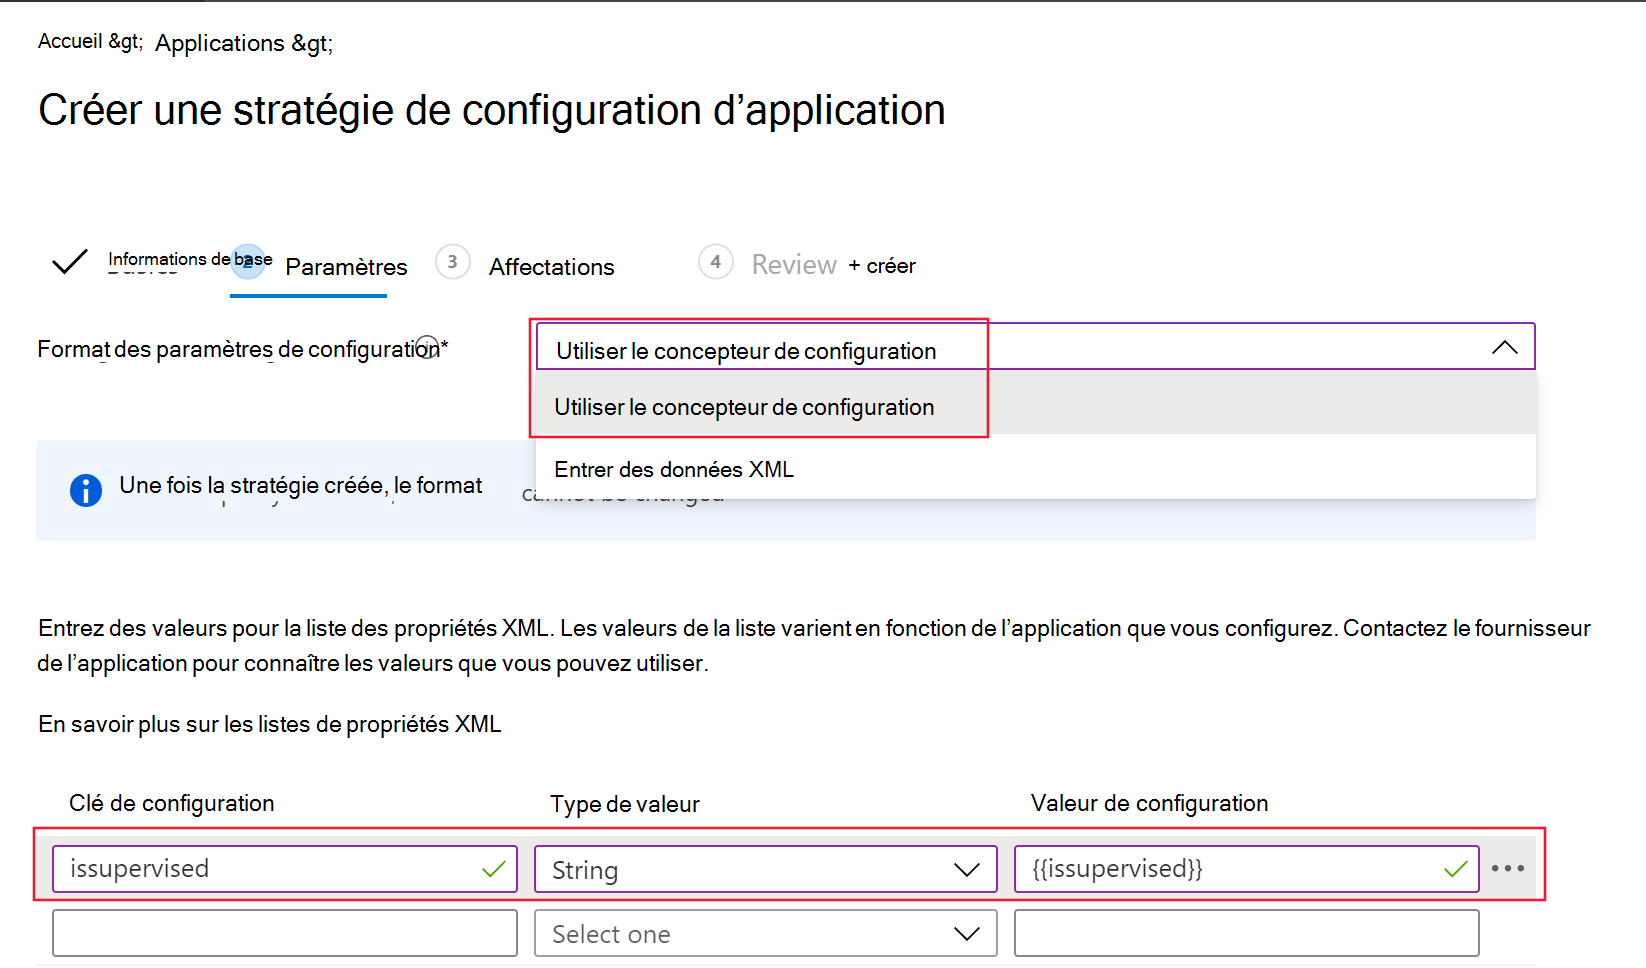 Accueil &gt; Applications &gt;
Créer une stratégie de configuration d’application
Informations de base 2 Paramètres 3 Affectations 4 Review + créer
Format des paramètres de configuration*
Utiliser le concepteur de configuration
Utiliser le concepteur de configuration
Entrer des données XML
Une fois la stratégie créée, le format cannot be changed
Entrez des valeurs pour la liste des propriétés XML. Les valeurs de la liste varient en fonction de l’application que vous configurez. Contactez le fournisseur
de l’application pour connaître les valeurs que vous pouvez utiliser.
En savoir plus sur les listes de propriétés XML
Clé de configuration Type de valeur Valeur de configuration
issupervised String {{issupervised}}
Select one